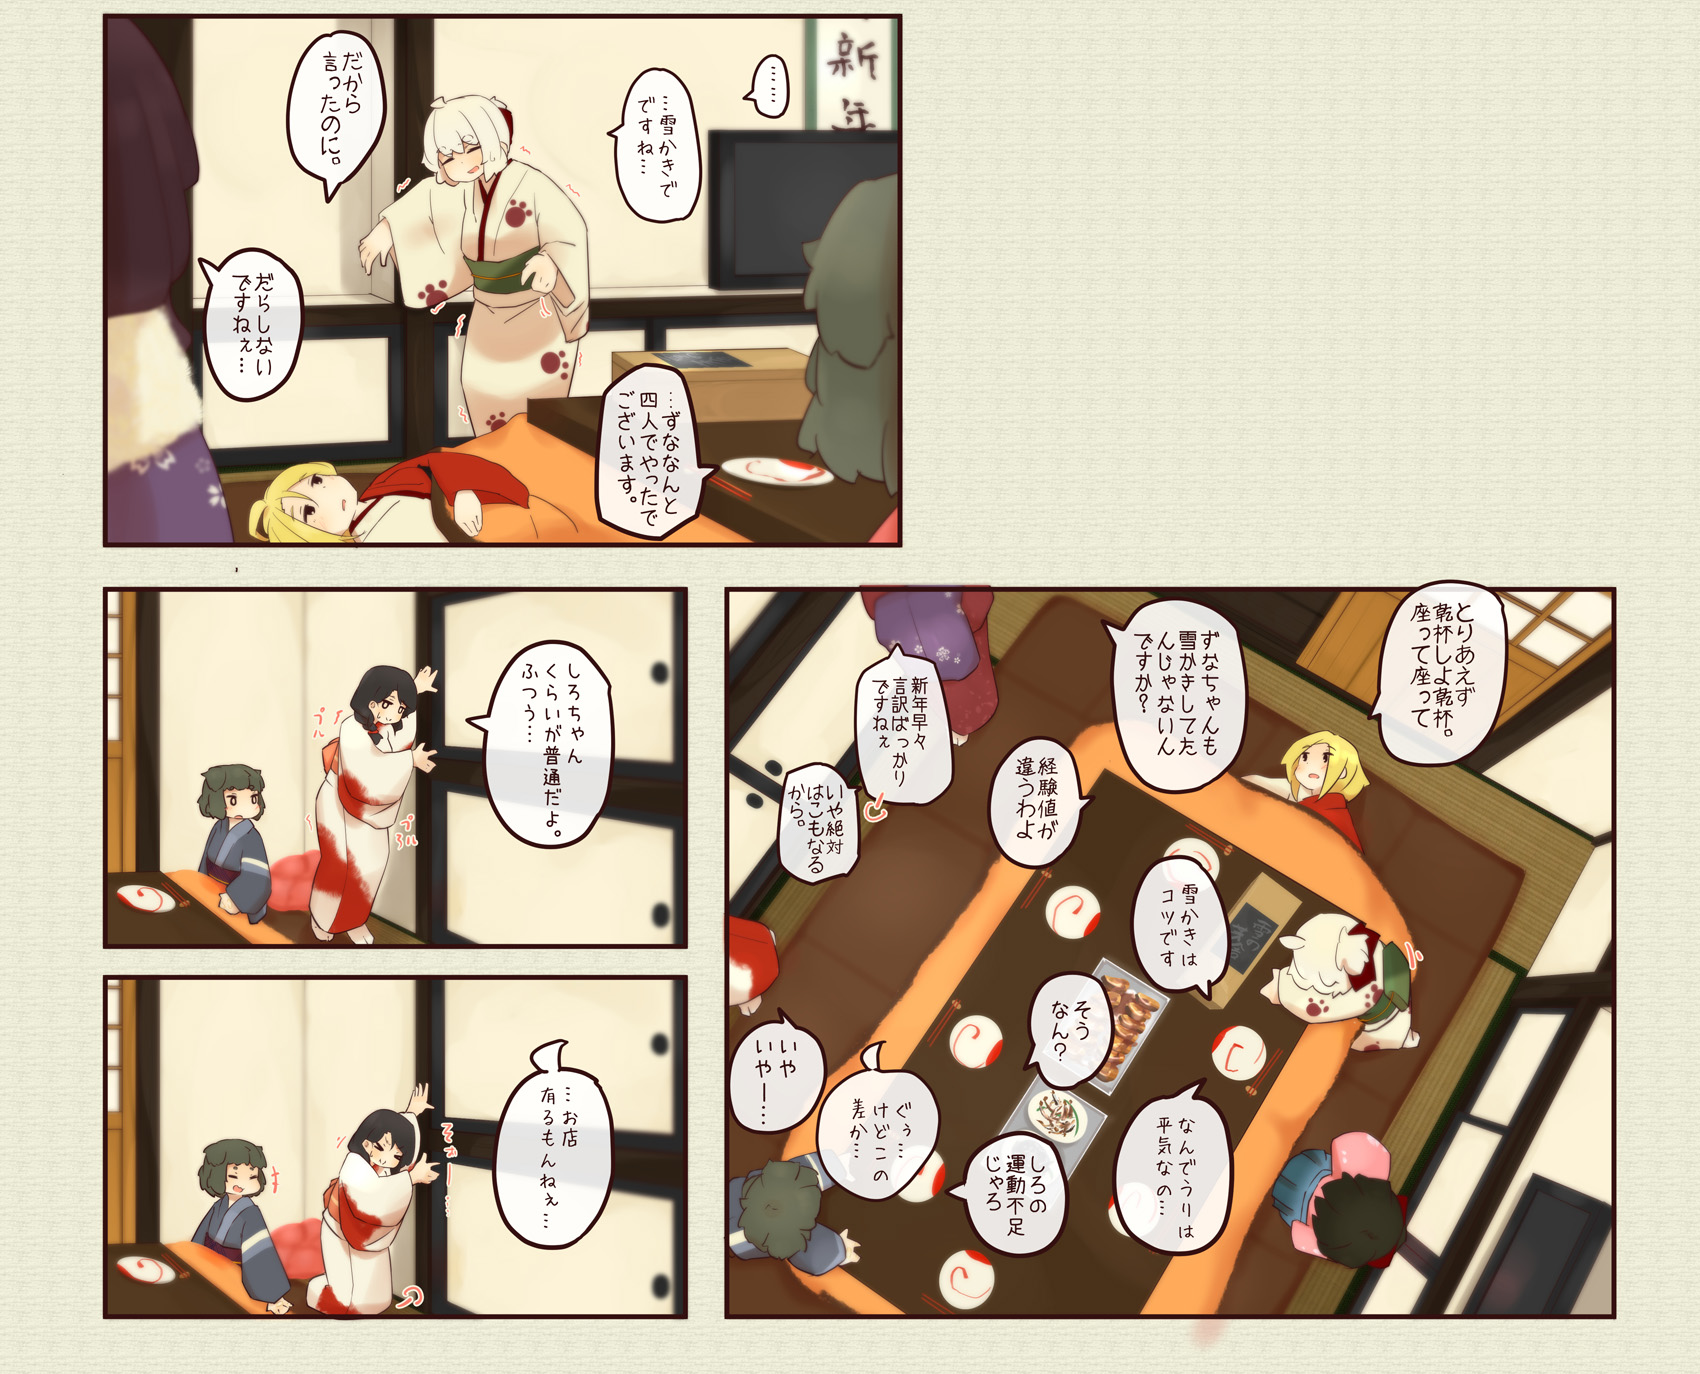 新年
……
…雪かきで
ですね…
だから
言ったのに。
だらしない
ですねぇ…
…ずななんと
四人でやったで
ございます。
とりあえず
乾杯しよ乾杯。
座って座って
ずなちゃんも
雪かきしてた
んじゃないん
ですか？
経験値が
違うわよ
新年早々
言訳ばっかり
ですねぇ
いや絶対
はこもなる
から。
雪かきは
コツです
そう
なん？
なんでうりは
平気なの…
しろの
運動不足
じゃろ
ぐぅ…
けどこの
差か…
いや
いやー…
しろちゃん
くらいが普通だよ。
ふつう…
プル
プル
…お店
有るもんねぇ…
そぉー…